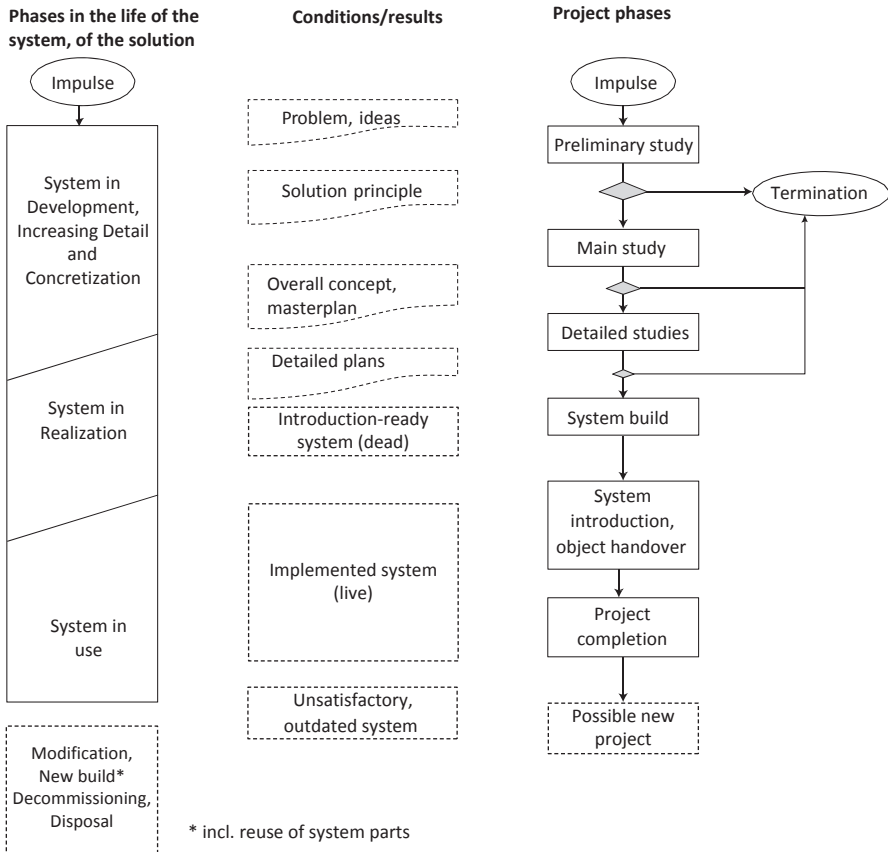 Phases in the life of the
system, of the solution
Impulse
System in
Development,
Increasing Detail
and
Concretization
System in
Realization
System in
use
Modification,
New build*
Decommissioning,
Disposal
Conditions/results
Problem, ideas
Solution principle
Overall concept,
masterplan
Detailed plans
Introduction-ready
system (dead)
Implemented system
(live)
Unsatisfactory,
outdated system
* incl. reuse of system parts
Project phases
Impulse
Preliminary study
Termination
Main study
Detailed studies
System build
System
introduction,
object handover
Project
completion
Possible new
project